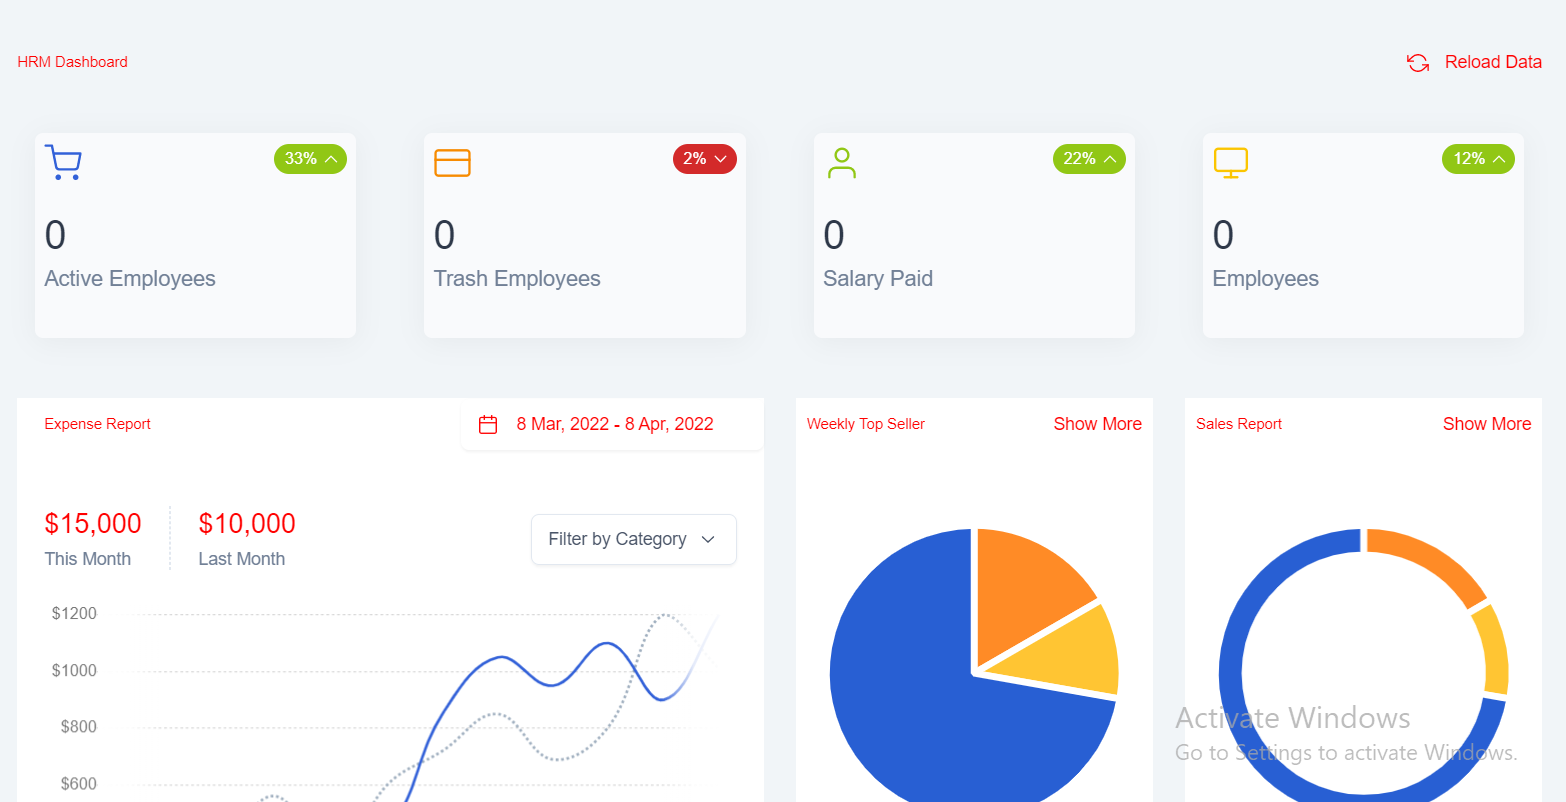 HRM Dashboard
Reload Data
33%
2%
22%
12%
0
0
0
0
Active Employees
Trash Employees
Salary Paid
Employees
Expense Report
8 Mar, 2022 - 8 Apr, 2022
Weekly Top Seller
Show More
Sales Report
Show More
$15,000
$10,000
This Month
Last Month
Filter by Category
$1200
$1000
$800
$600
Activate Windows
Go to Settings to activate Windows.